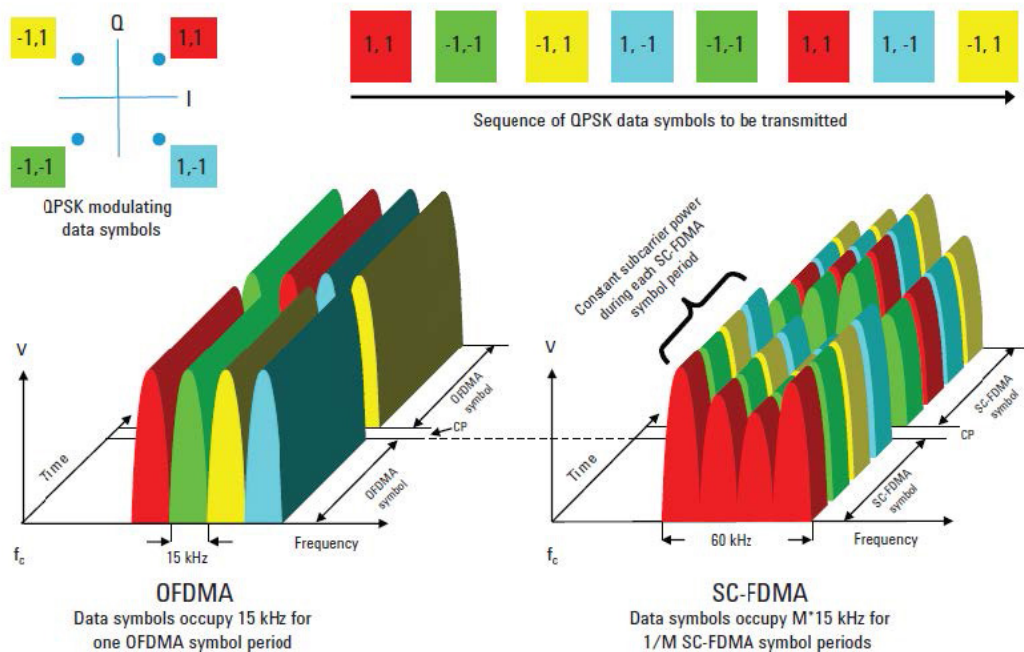 Q
-1,1
1,1
I
-1,-1
1,-1
QPSK modulating
data symbols
1, 1
-1,-1
-1, 1
1, -1
-1,-1
1, 1
1, -1
-1, 1
Sequence of QPSK data symbols to be transmitted
V
Time
fc
15 kHz
Frequency
OFDMA
symbol
CP
OFDMA
symbol
OFDMA
Data symbols occupy 15 kHz for
one OFDMA symbol period
Constant subcarrier power
during each SC-FDMA
symbol period
V
Time
fc
60 kHz
Frequency
SC-FDMA
symbol
CP
SC-FDMA
symbol
SC-FDMA
Data symbols occupy M*15 kHz for
1/M SC-FDMA symbol periods